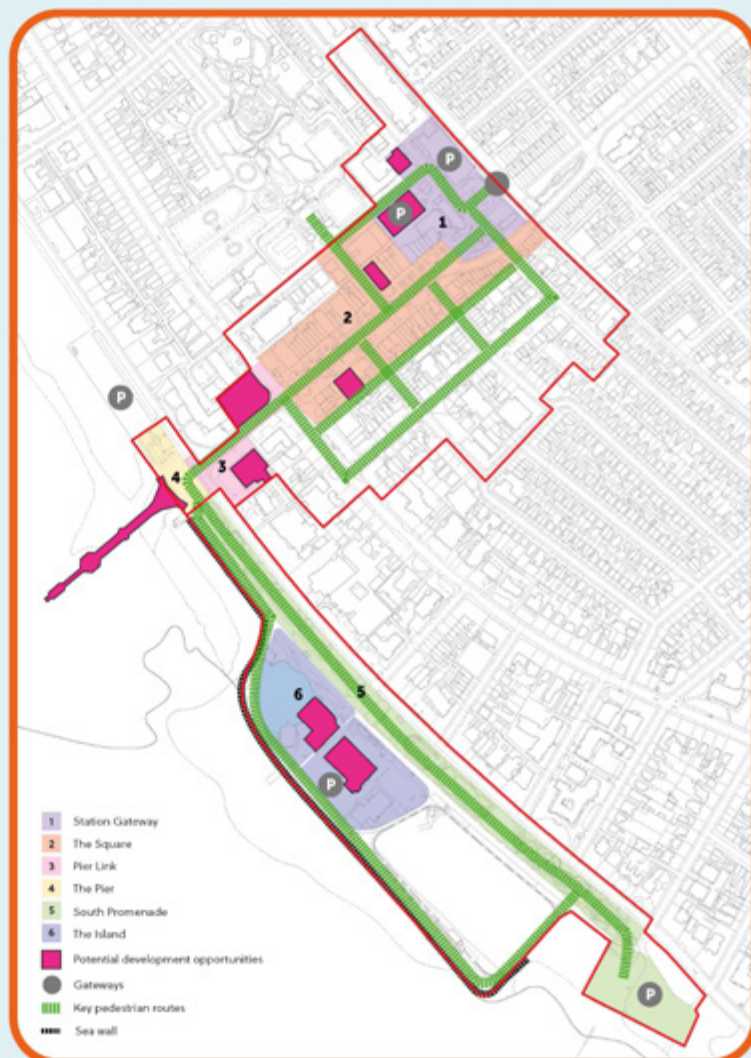 P
P
1
2
P
3
4
6
5
P
P
1 Station Gateway
2 The Square
3 Pier Link
4 The Pier
5 South Promenade
6 The Island
Potential development opportunities
Gateways
Key pedestrian routes
Sea wall